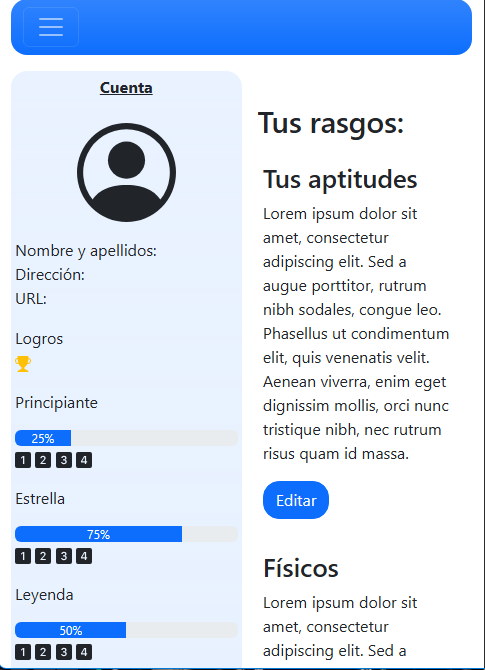 Cuenta
Nombre y apellidos:
Dirección:
URL:
Logros
Principiante
25%
1 2 3 4
Estrella
75%
1 2 3 4
Leyenda
50%
1 2 3 4
Tus rasgos:
Tus aptitudes
Lorem ipsum dolor sit
amet, consectetur
adipiscing elit. Sed a
augue porttitor, rutrum
nibh sodales, congue leo.
Phasellus ut condimentum
elit, quis venenatis velit.
Aenean viverra, enim eget
dignissim mollis, orci nunc
tristique nibh, nec rutrum
risus quam id massa.
Editar
Físicos
Lorem ipsum dolor sit
amet, consectetur
adipiscing elit. Sed a